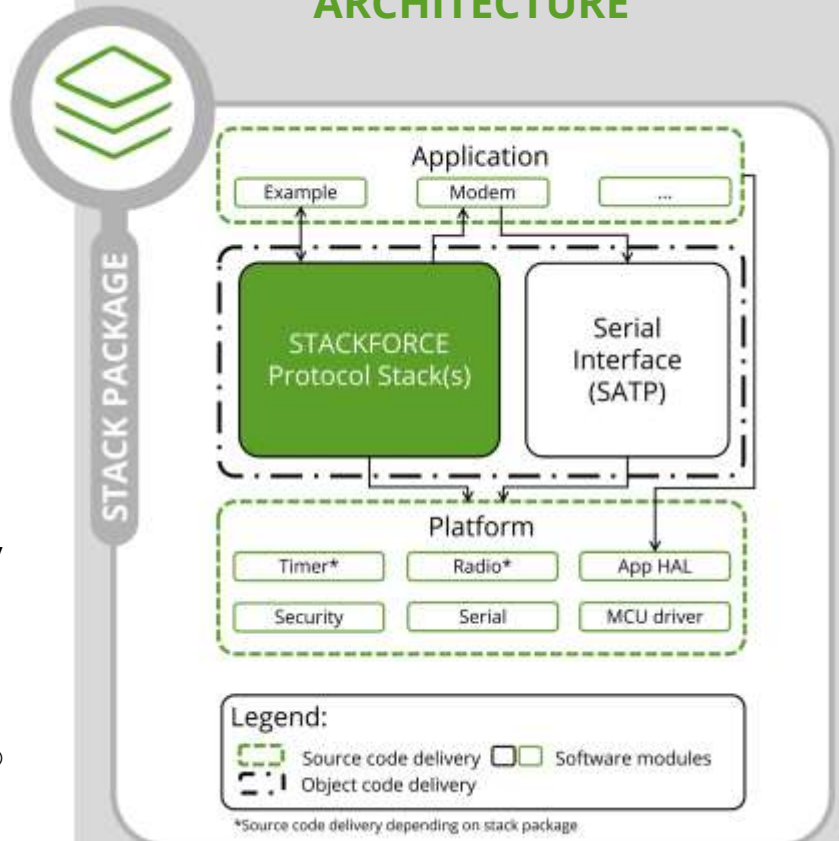 ARCHITECTURE
STACK PACKAGE
Application
Example
Modem
...
STACKFORCE
Protocol Stack(s)
Serial
Interface
(SATP)
Platform
Timer*
Radio*
App HAL
Security
Serial
MCU driver
Legend:
Source code delivery
Software modules
Object code delivery
*Source code delivery depending on stack package